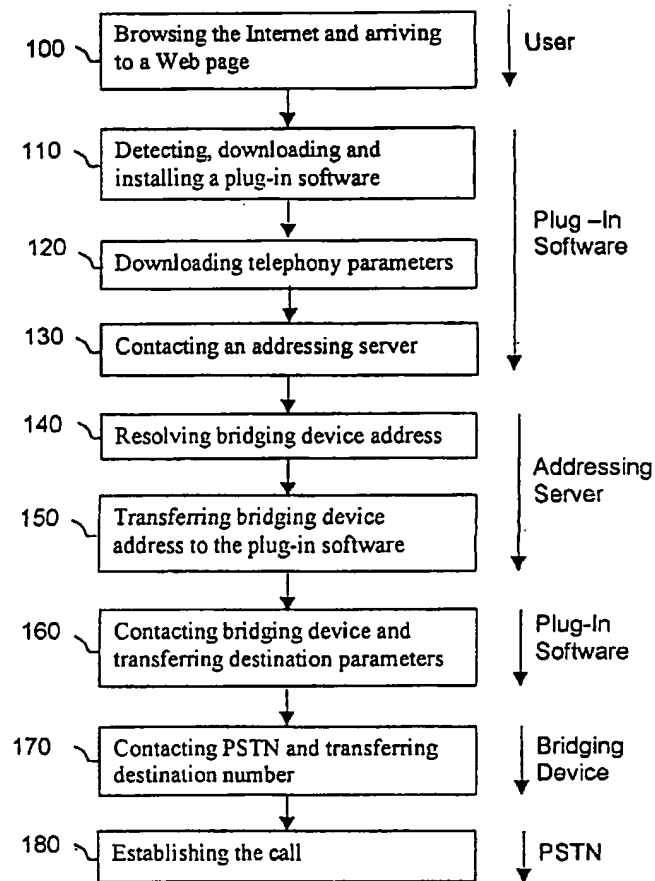 100
Browsing the Internet and arriving
to a Web page
User
110
Detecting, downloading and
installing a plug-in software
Plug –In
Software
120
Downloading telephony parameters
130
Contacting an addressing server
140
Resolving bridging device address
Addressing
Server
150
Transferring bridging device
address to the plug-in software
160
Contacting bridging device and
transferring destination parameters
Plug-In
Software
170
Contacting PSTN and transferring
destination number
Bridging
Device
180
Establishing the call
PSTN